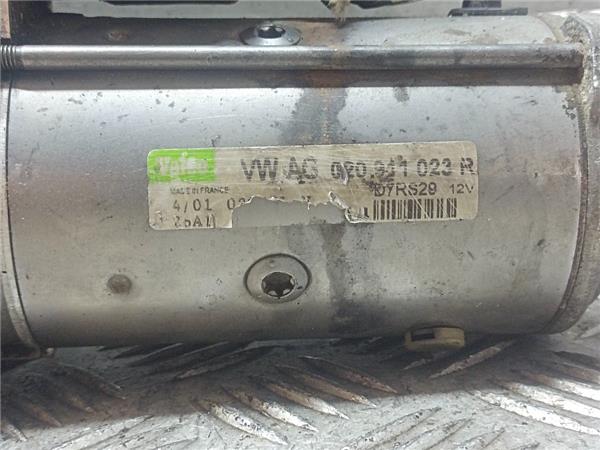 Valeo VW AG 020.911 023 R
MADE IN FRANCE D7RS29 12V
4/01